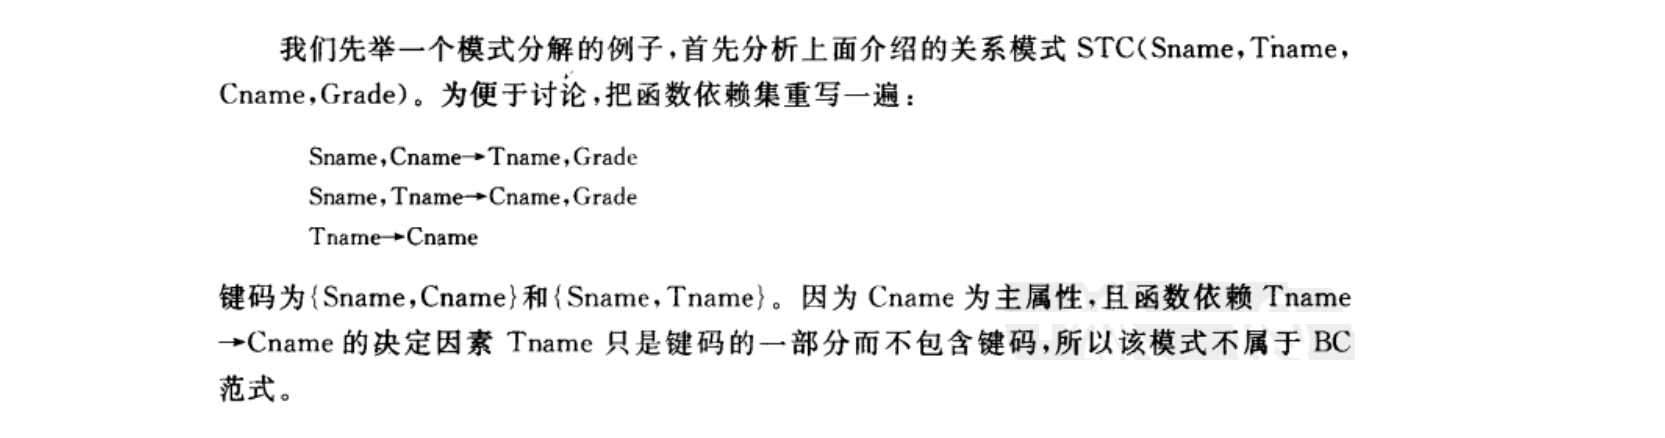 我们先举一个模式分解的例子,首先分析上面介绍的关系模式 STC(Sname,Tname,
Cname,Grade)。为便于讨论,把函数依赖集重写一遍:
Sname,Cname→Tname,Grade
Sname,Tname→Cname,Grade
Tname→Cname
键码为{Sname,Cname}和{Sname,Tname}。因为 Cname 为主属性,且函数依赖 Tname
→Cname 的决定因素 Tname 只是键码的一部分而不包含键码,所以该模式不属于 BC
范式。